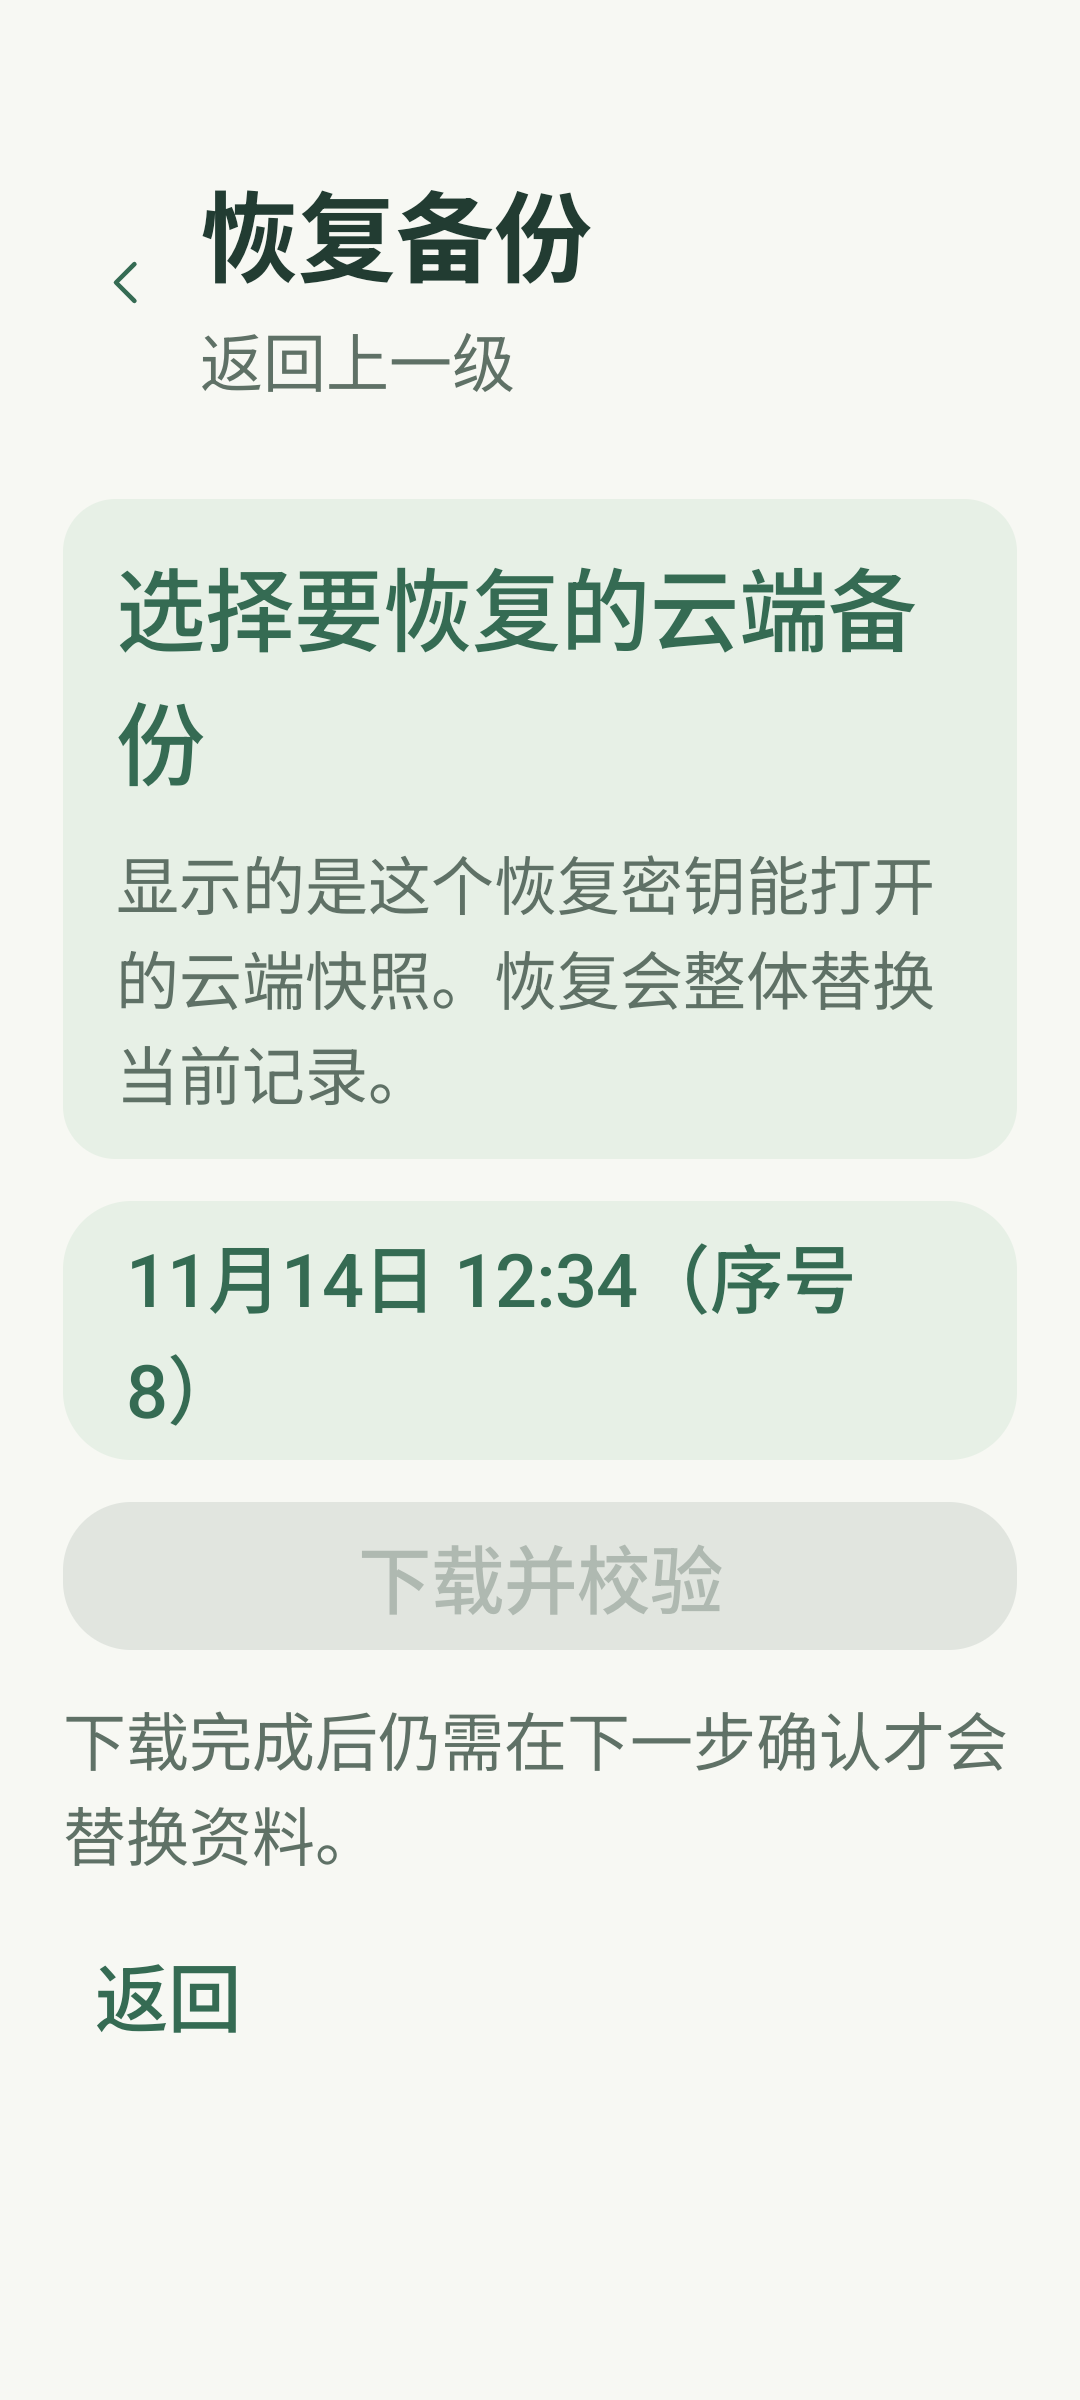 恢复备份
返回上一级
选择要恢复的云端备
份
显示的是这个恢复密钥能打开
的云端快照。恢复会整体替换
当前记录。
11月14日 12:34（序号
8）
下载并校验
下载完成后仍需在下一步确认才会
替换资料。
返回